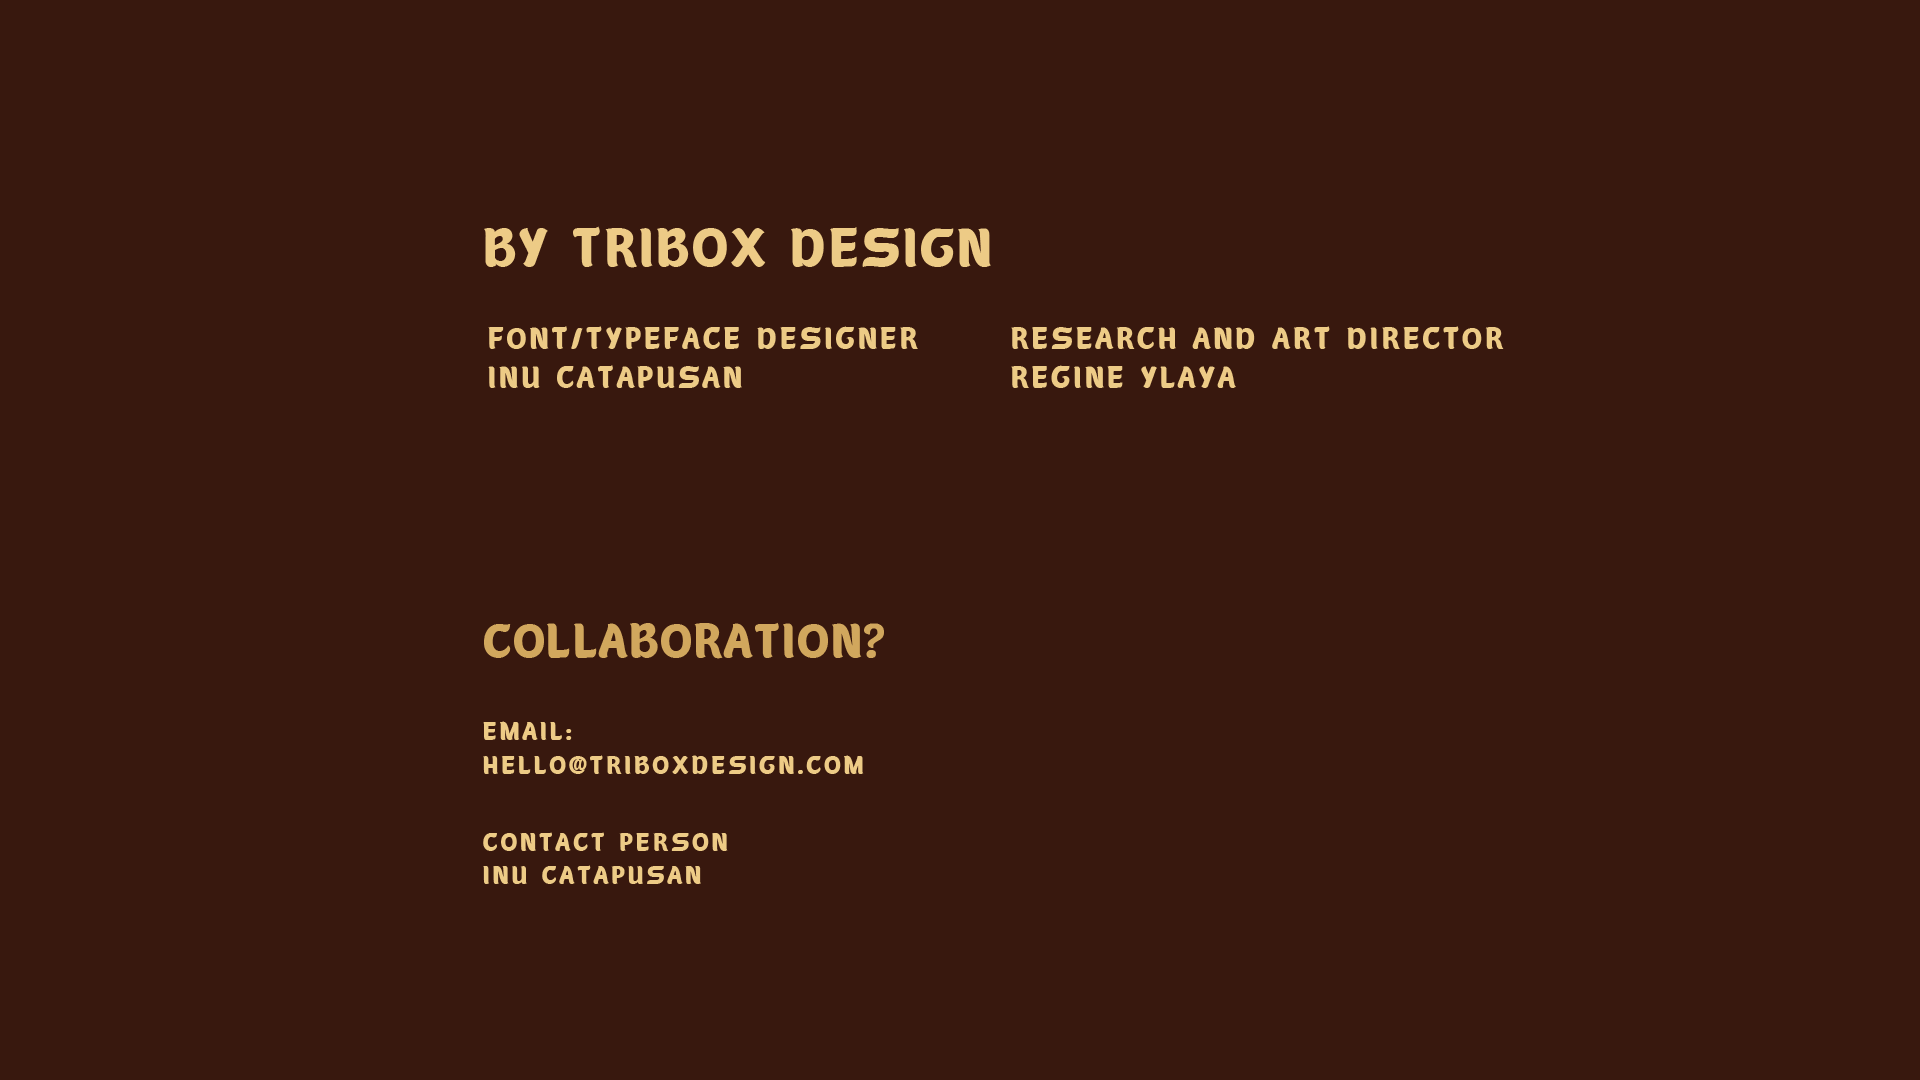 BY TRIBOX DESIGN
FONT/TYPEFACE DESIGNER
INU CATAPUSAN
RESEARCH AND ART DIRECTOR
REGINE YLAYA
COLLABORATION?
EMAIL:
HELLO@TRIBOXDESIGN.COM
CONTACT PERSON
INU CATAPUSAN